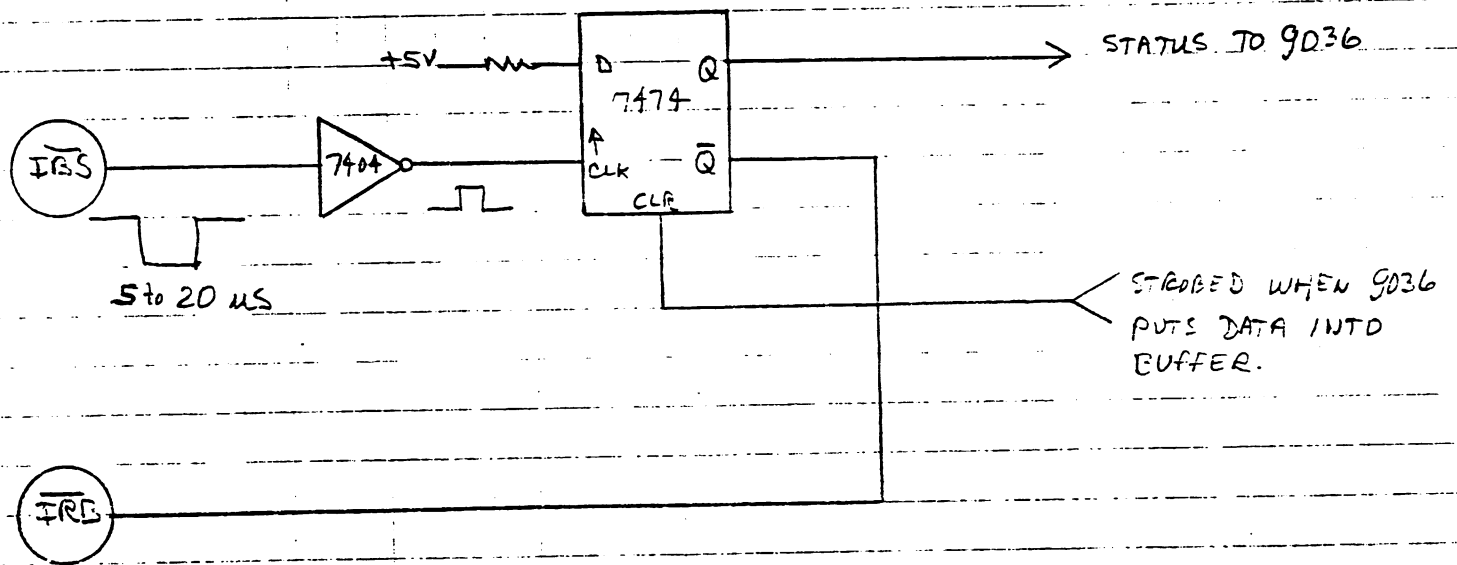 +5V
D
Q
STATUS TO 9036
7474
IBS
7404
CLK
Q
CLR
5 to 20 us
STROBED WHEN 9036
PUTS DATA INTO
BUFFER.
IRB